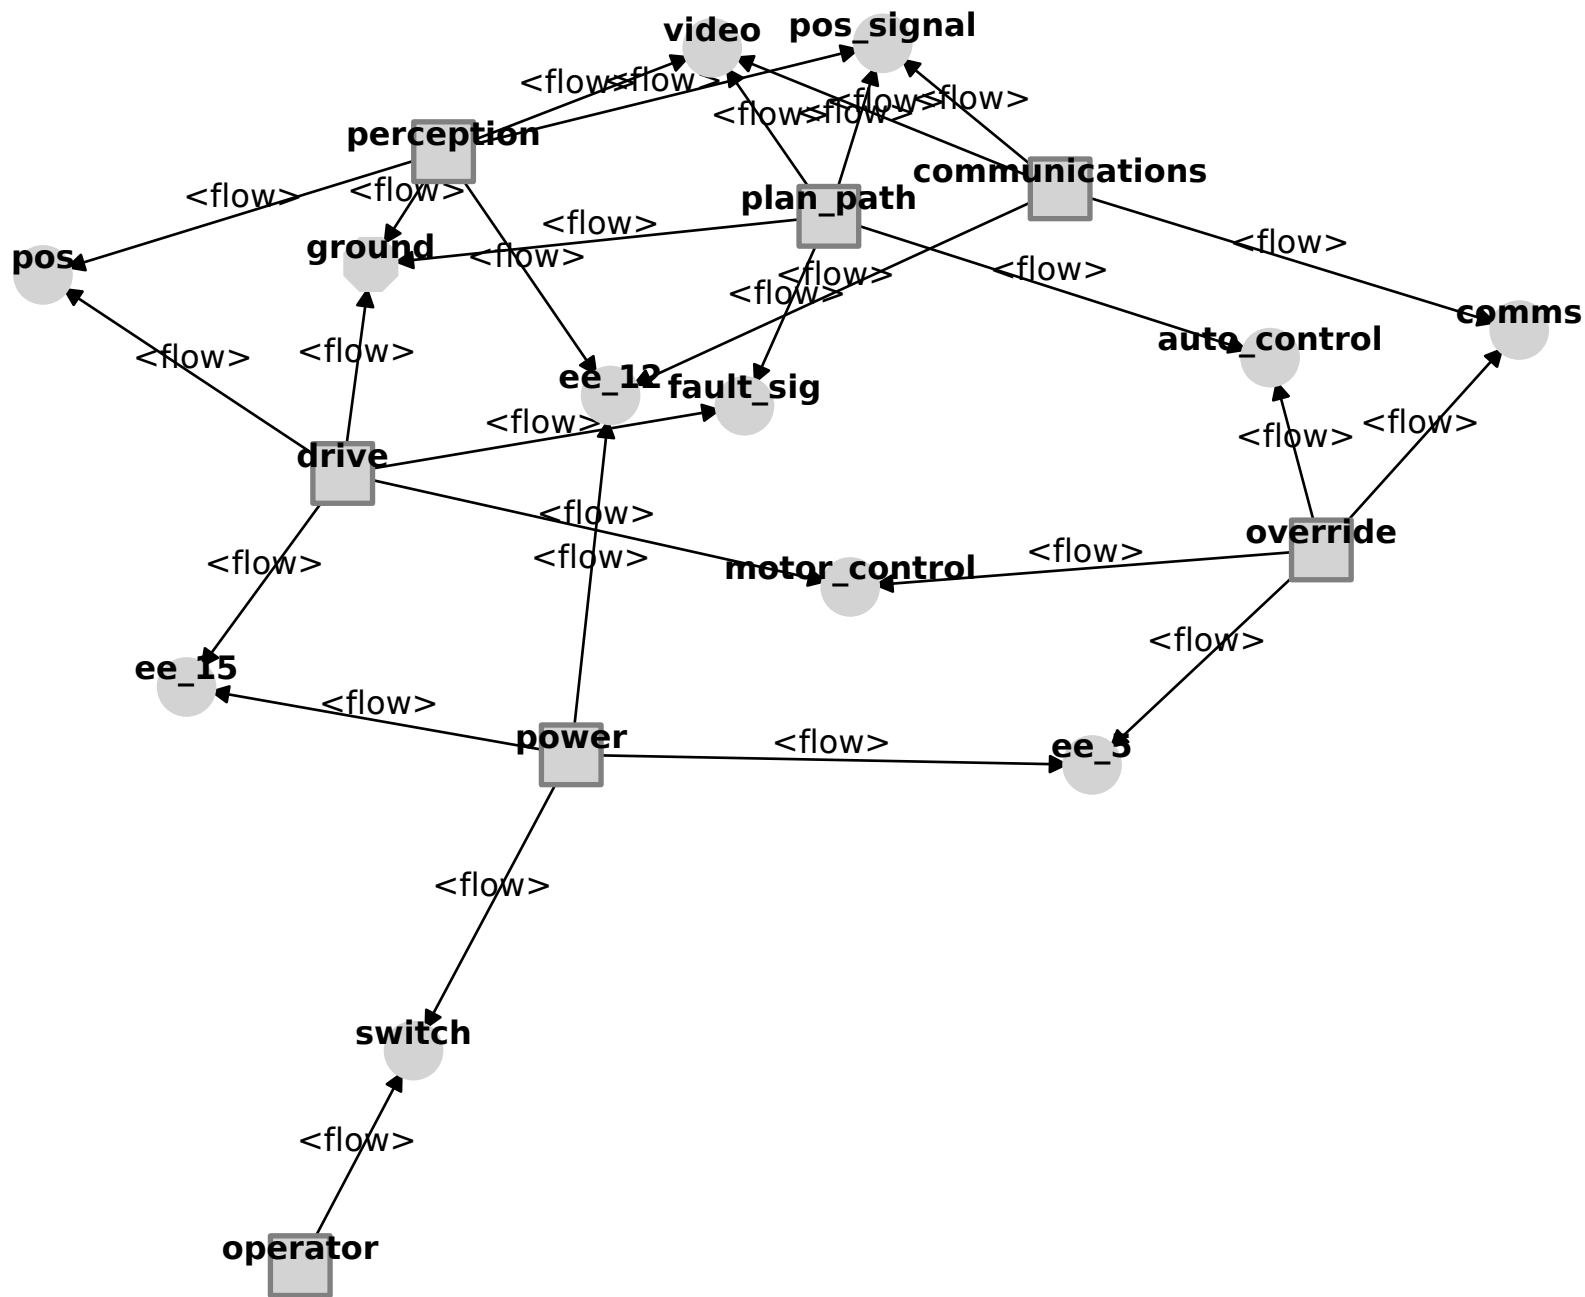 pos_signal
video
<flow>
<flow>
<flow>
<flow>
<flow>
<flow>
perception
communications
<flow>
<flow>
plan_path
<flow>
<flow>
ground
<flow>
pos
<flow>
<flow>
<flow>
comms
auto_control
<flow>
<flow>
ee_12
fault_sig
<flow>
<flow>
<flow>
drive
<flow>
override
<flow>
<flow>
<flow>
motor_control
<flow>
ee_15
<flow>
power
<flow>
ee_5
<flow>
switch
<flow>
operator